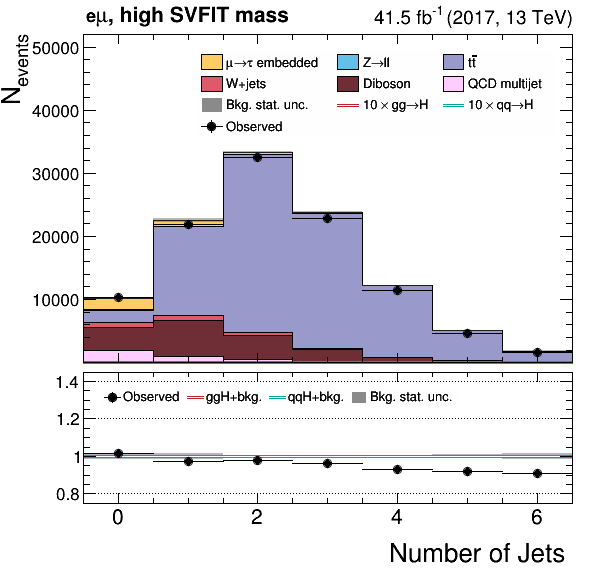 eμ, high SVFIT mass 41.5 fb⁻¹ (2017, 13 TeV)
N_events
50000
40000
30000
20000
10000
μ→τ embedded Z→ll tt̄
W+jets Diboson QCD multijet
Bkg. stat. unc. 10 × gg→H 10 × qq→H
Observed
1.4
1.2
1
0.8
Observed ggH+bkg. qqH+bkg. Bkg. stat. unc.
0 2 4 6
Number of Jets